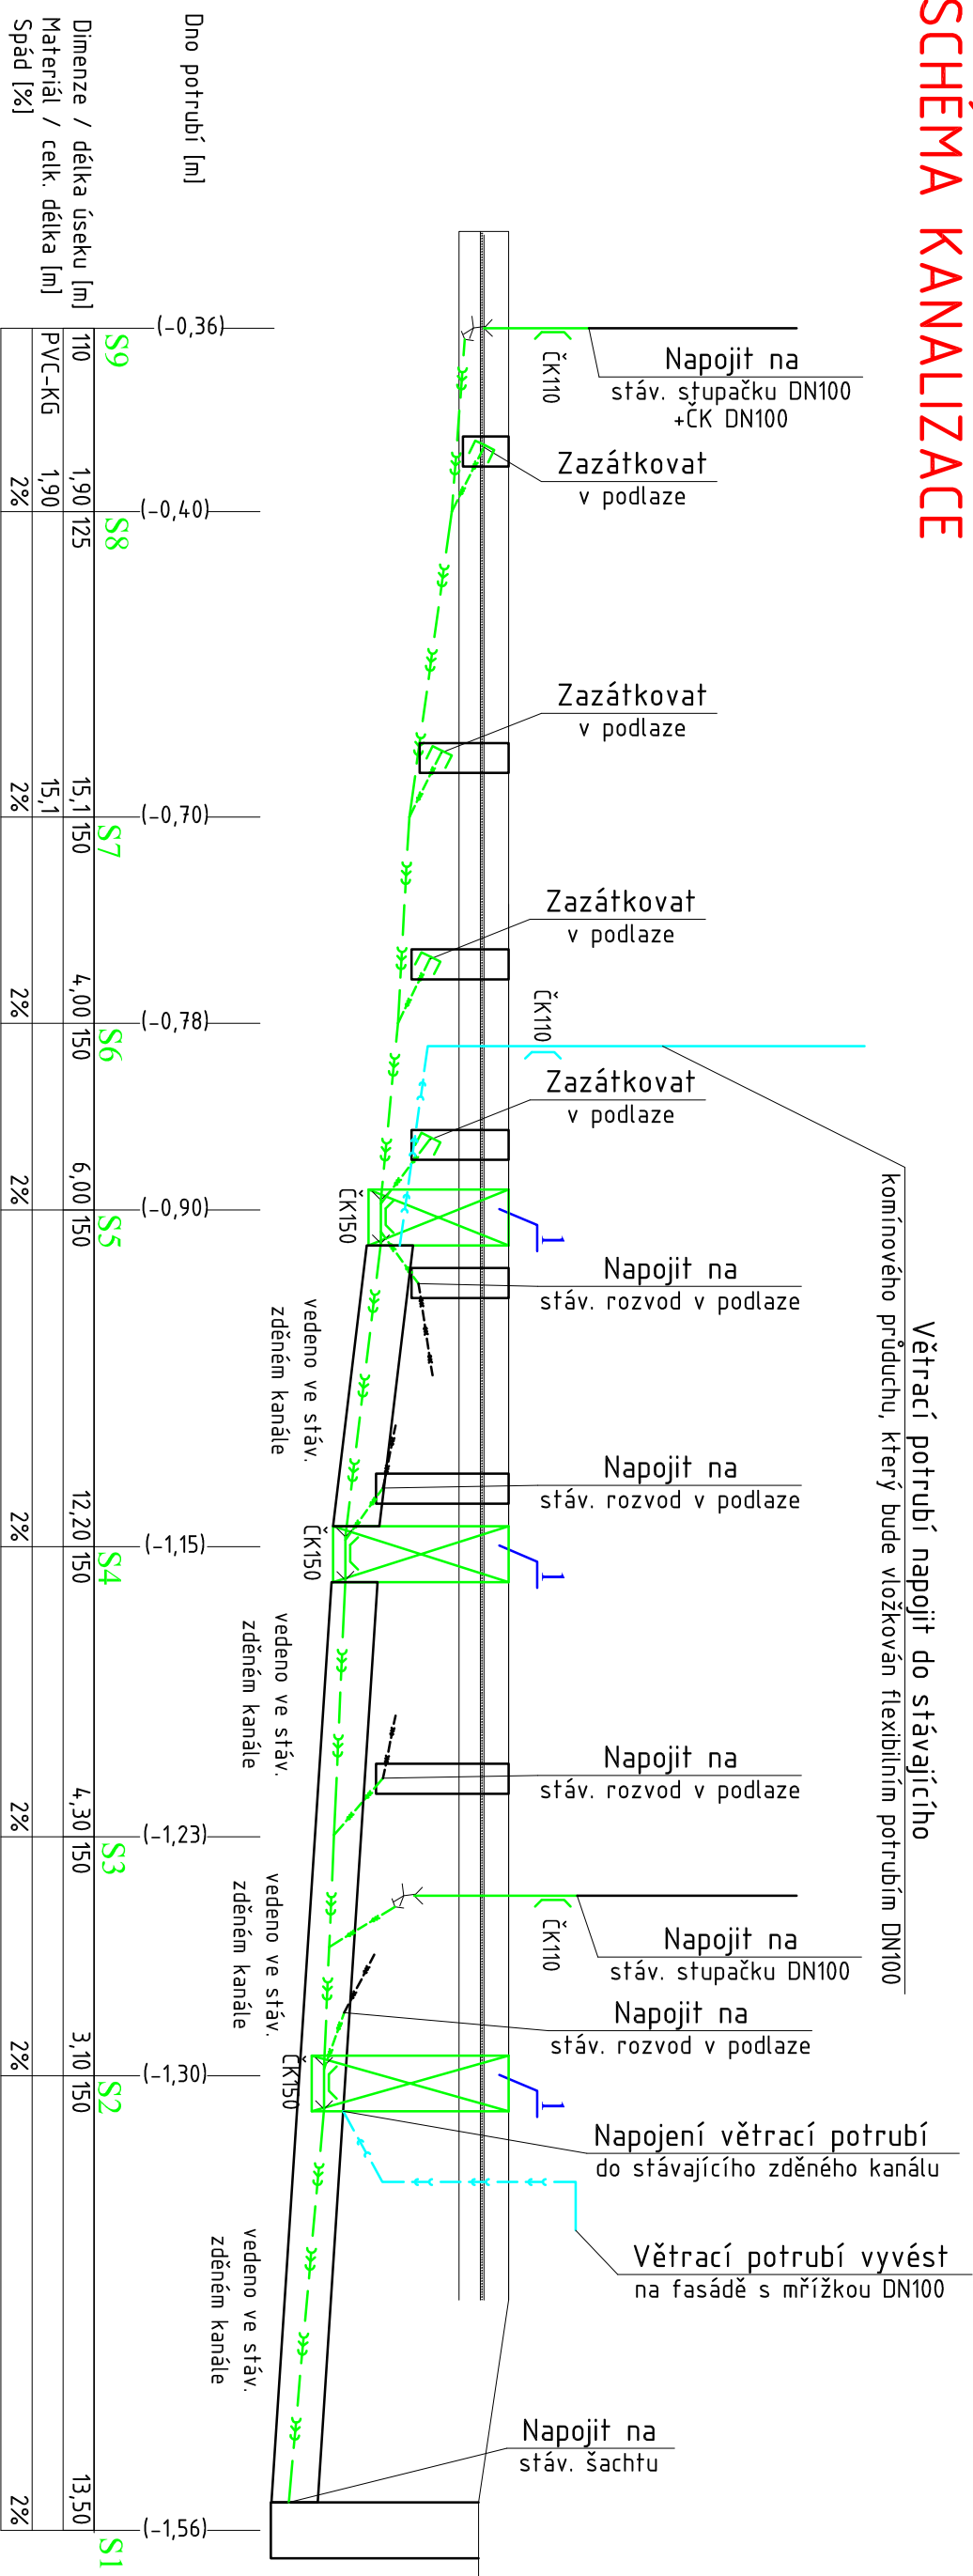 SCHÉMA KANALIZACE
Větrací potrubí napojit do stávajícího
komínového průduchu, který bude vložkován flexibilním potrubím DN100
Napojit na
stáv. stupačku DN100
+ČK DN100
ČK110
Zazátkovat
v podlaze
Zazátkovat
v podlaze
Zazátkovat
v podlaze
ČK110
Zazátkovat
v podlaze
1
Napojit na
stáv. rozvod v podlaze
Napojit na
stáv. rozvod v podlaze
1
Napojit na
stáv. rozvod v podlaze
Napojit na
stáv. stupačku DN100
ČK110
Napojit na
stáv. rozvod v podlaze
1
Napojení větrací potrubí
do stávajícího zděného kanálu
Větrací potrubí vyvést
na fasádě s mřížkou DN100
Napojit na
stáv. šachtu
ČK150
vedeno ve stáv.
zděném kanále
ČK150
vedeno ve stáv.
zděném kanále
vedeno ve stáv.
zděném kanále
ČK150
vedeno ve stáv.
zděném kanále
Dno potrubí [m] (-0,36) (-0,40) (-0,70) (-0,78) (-0,90) (-1,15) (-1,23) (-1,30) (-1,56)
S9 S8 S7 S6 S5 S4 S3 S2 S1
Dimenze / délka úseku [m] 110 1,90 125 15,1 150 4,00 150 6,00 150 12,20 150 4,30 150 3,10 150 13,50
Materiál / celk. délka [m] PVC-KG 1,90 15,1
Spád [%] 2% 2% 2% 2% 2% 2% 2% 2%